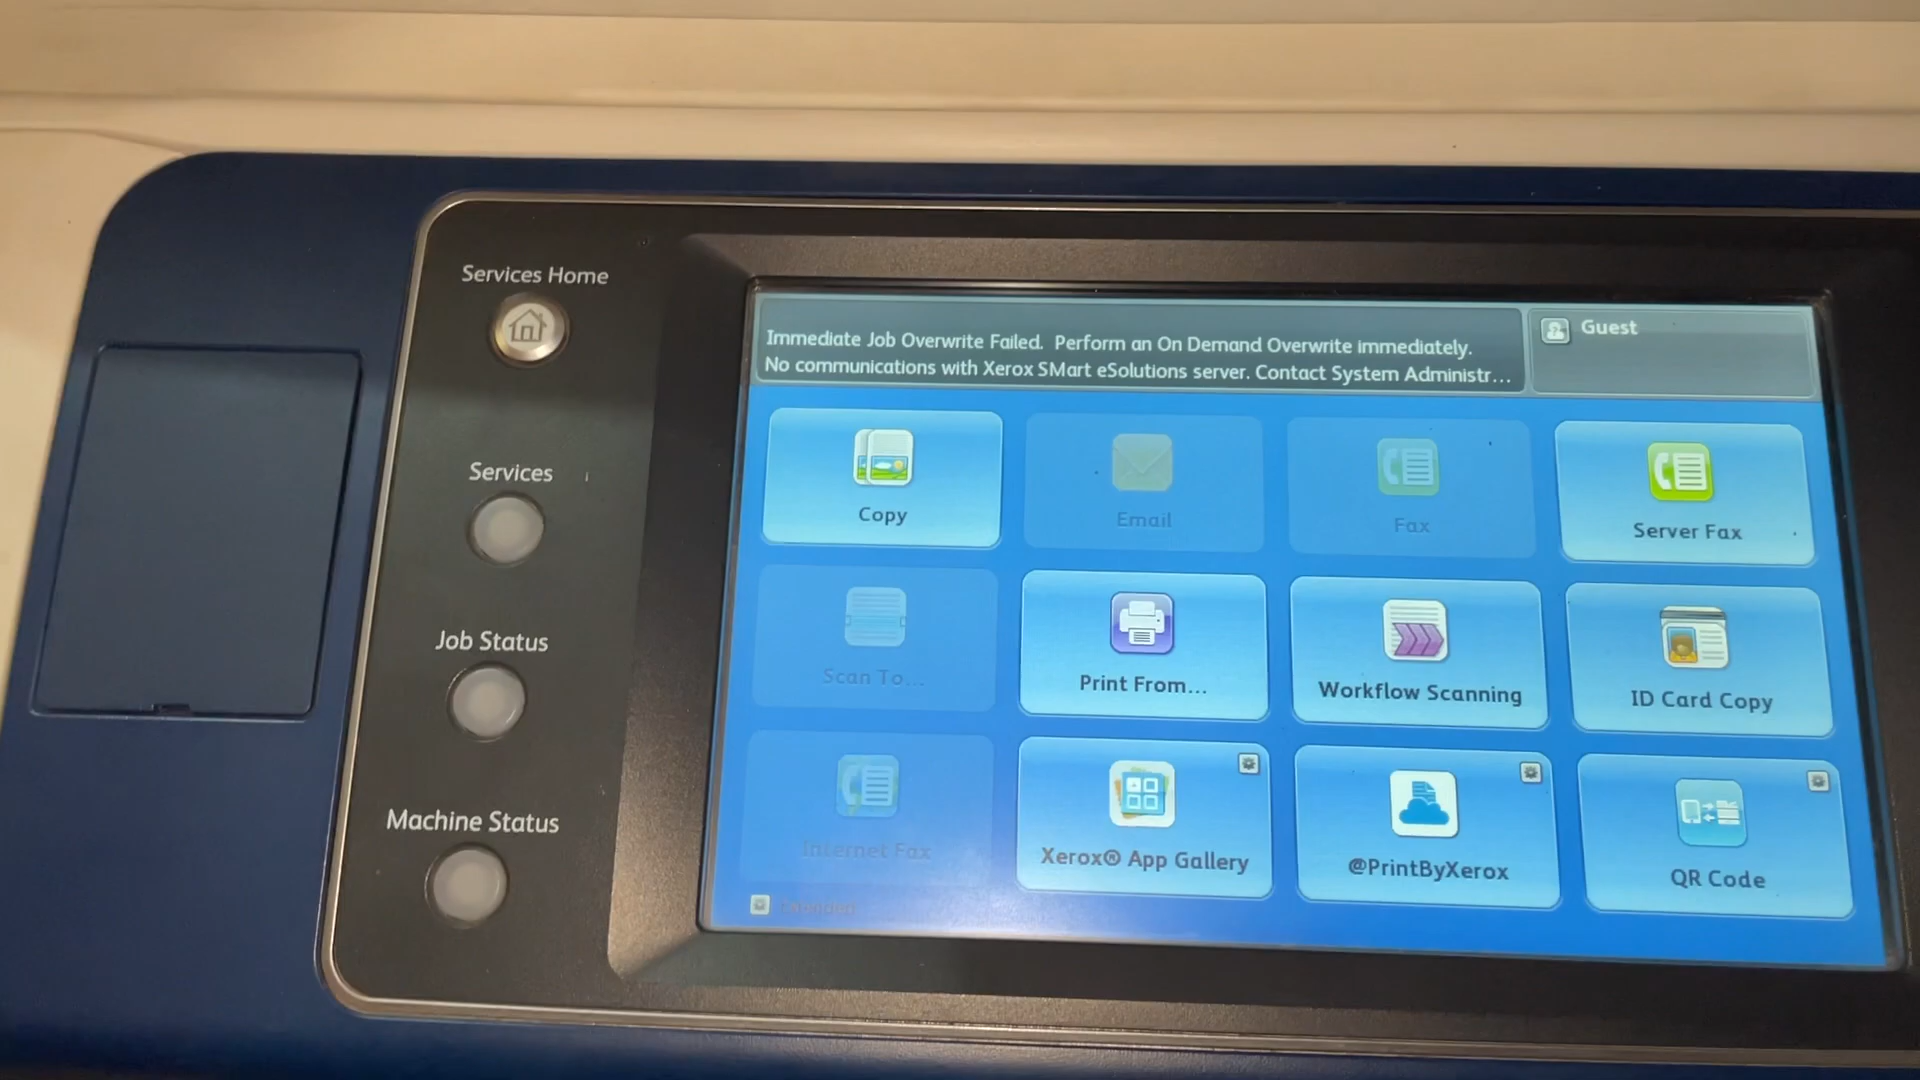 Services Home
Services
Job Status
Machine Status
Immediate Job Overwrite Failed. Perform an On Demand Overwrite immediately.
No communications with Xerox SMart eSolutions server. Contact System Administr...
Guest
Copy
Email
Fax
Server Fax
Scan To...
Print From...
Workflow Scanning
ID Card Copy
Internet Fax
Xerox® App Gallery
@PrintByXerox
QR Code
Extended